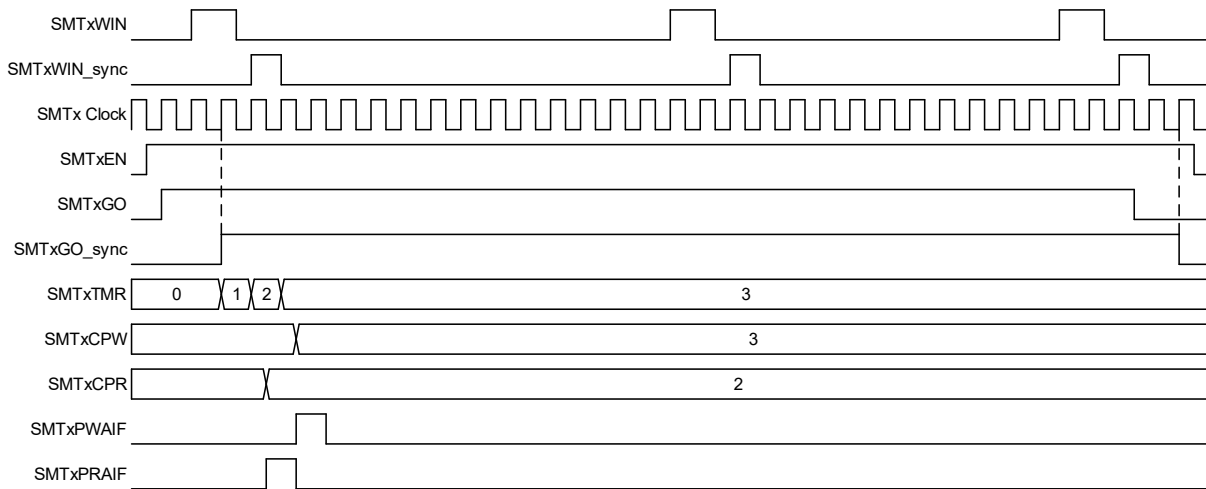 SMTxWIN
SMTxWIN_sync
SMTx Clock
SMTxEN
SMTxGO
SMTxGO_sync
SMTxTMR 0 1 2 3
SMTxCPW 3
SMTxCPR 2
SMTxPWAIF
SMTxPRAIF